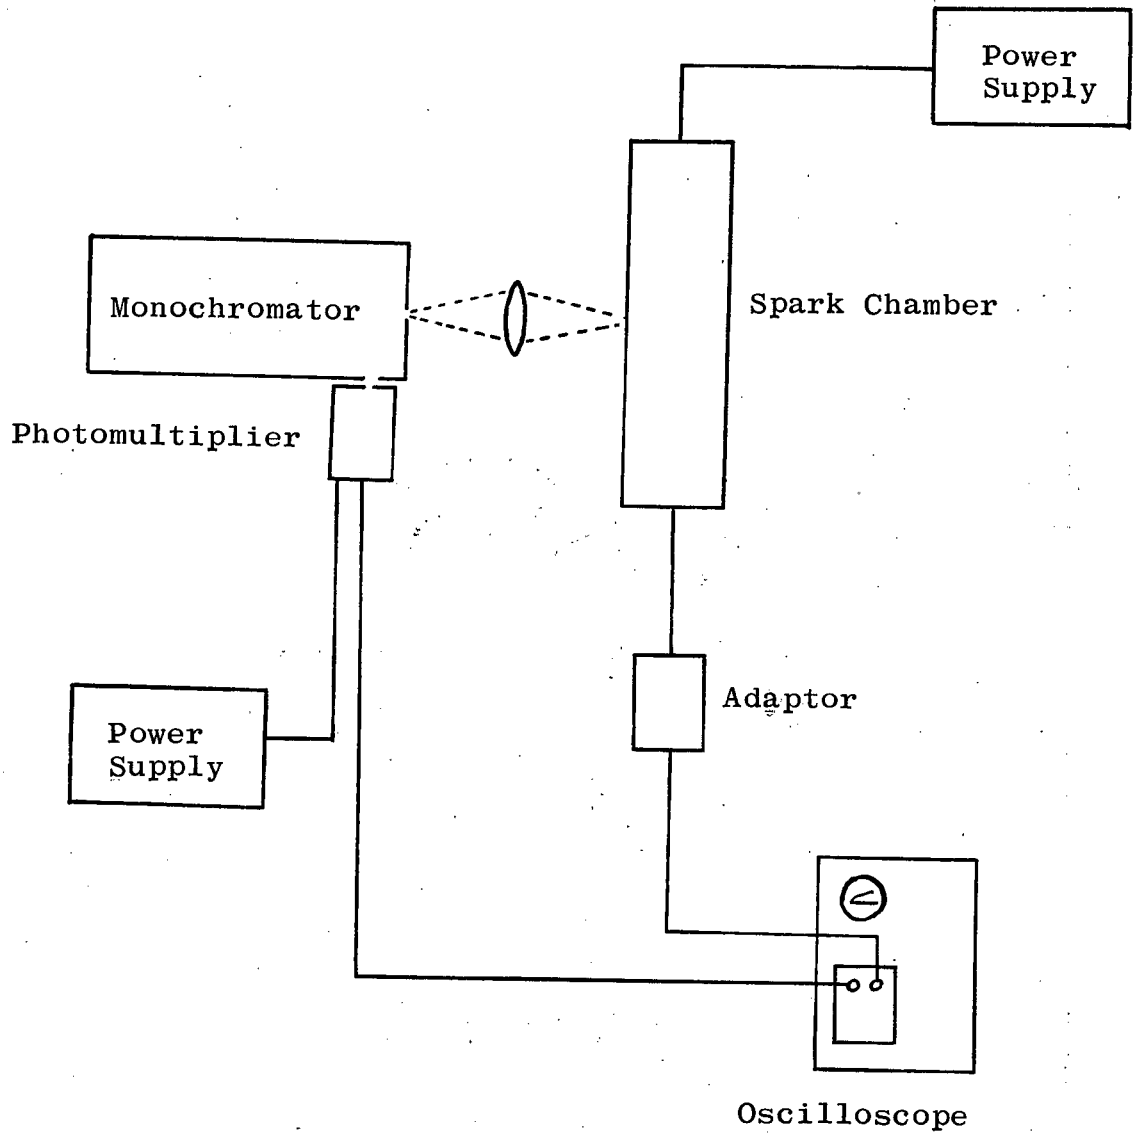 Power
Supply
Monochromator
Spark Chamber
Photomultiplier
Adaptor
Power
Supply
Oscilloscope